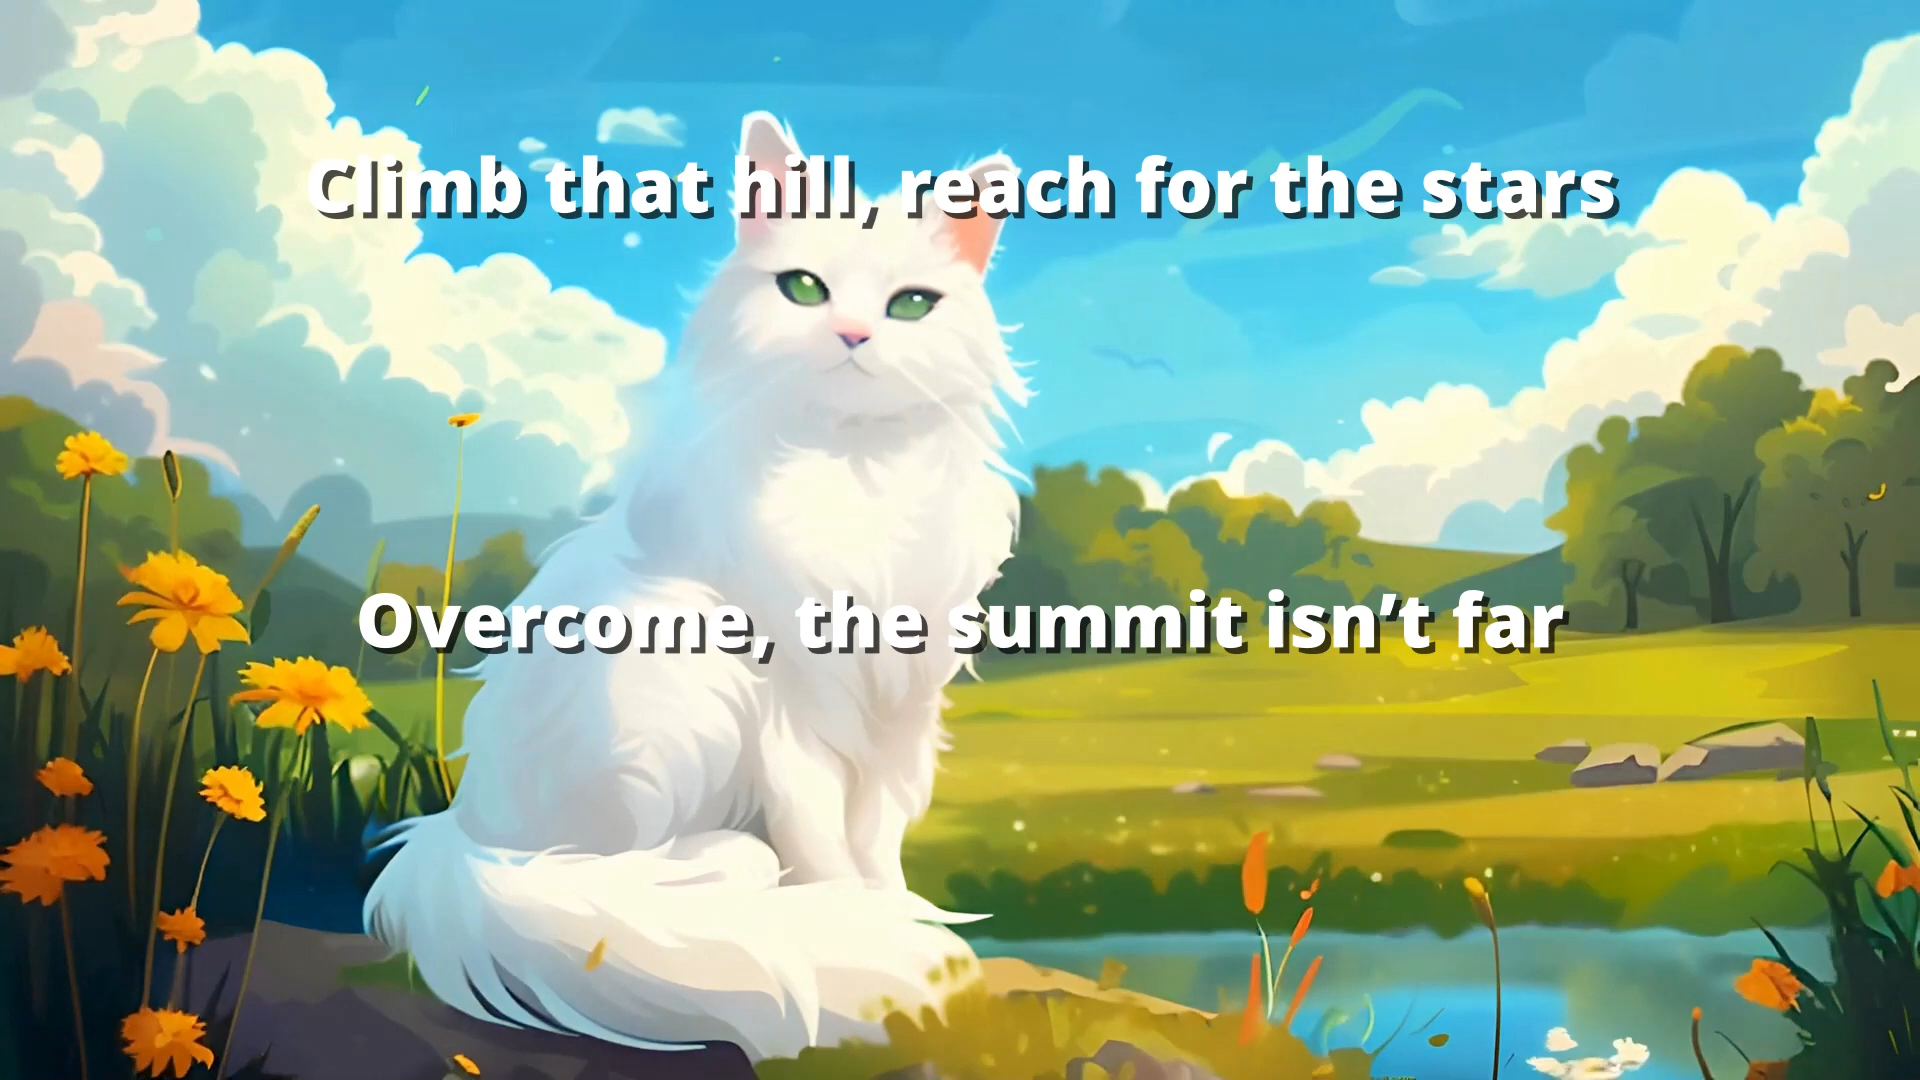 Climb that hill, reach for the stars
Overcome, the summit isn’t far